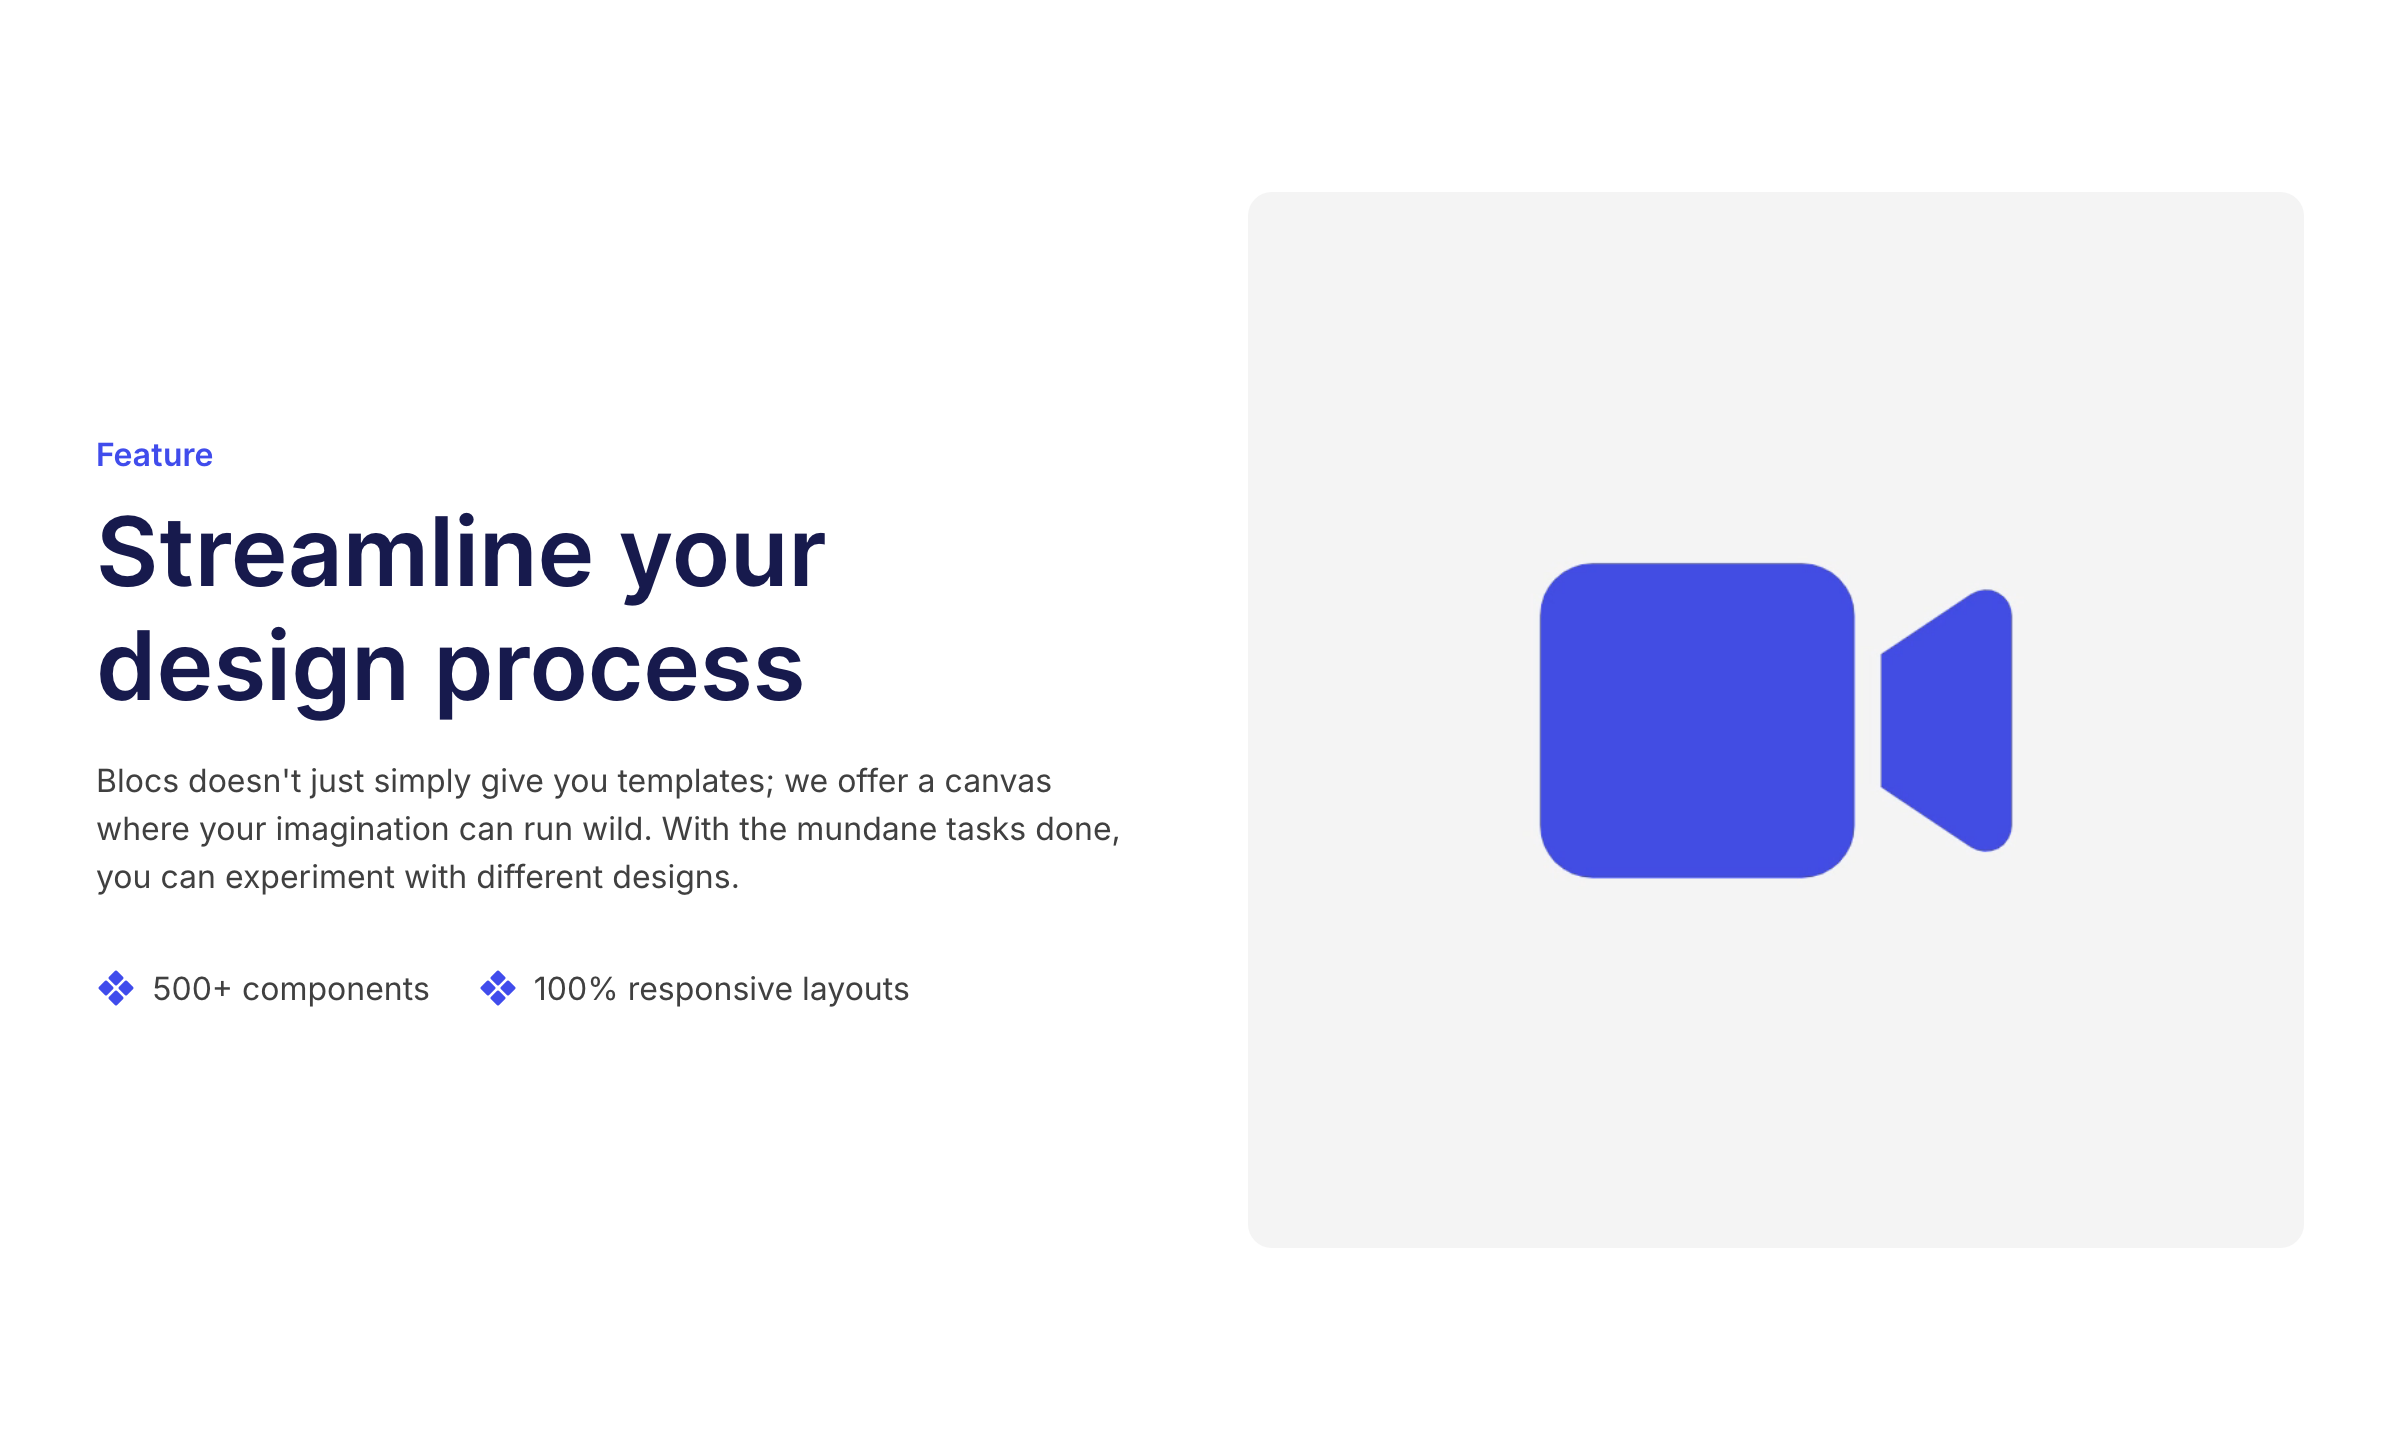 Feature
Streamline your
design process
Blocs doesn't just simply give you templates; we offer a canvas
where your imagination can run wild. With the mundane tasks done,
you can experiment with different designs.
500+ components
100% responsive layouts